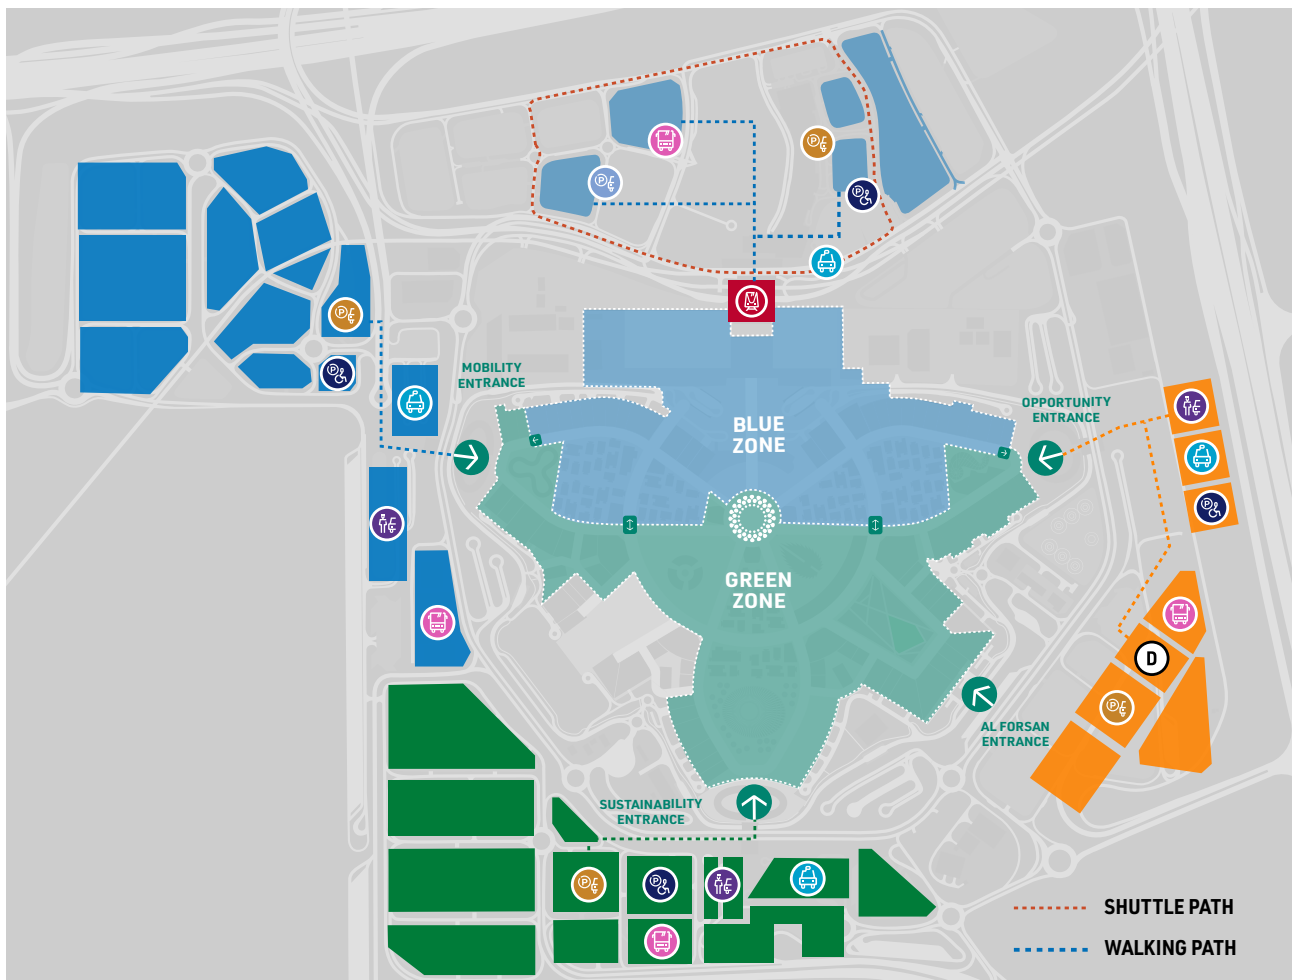 MOBILITY
ENTRANCE
OPPORTUNITY
ENTRANCE
BLUE
ZONE
GREEN
ZONE
D
AL FORSAN
ENTRANCE
SUSTAINABILITY
ENTRANCE
SHUTTLE PATH
WALKING PATH
P
P
P
P
P
P
P
P
P